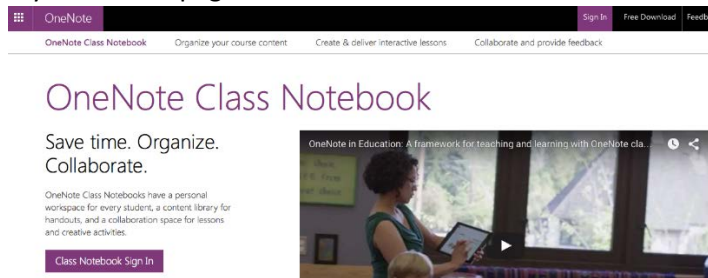 OneNote
Sign In
Free Download
OneNote Class Notebook
Organize your course content
Create & deliver interactive lessons
Collaborate and provide feedback
OneNote Class Notebook
Save time. Organize.
Collaborate.
OneNote in Education: A framework for teaching and learning with OneNote cla...
OneNote Class Notebooks have a personal
workspace for every student, a content library for
handouts, and a collaboration space for lessons
and creative activities.
Class Notebook Sign In